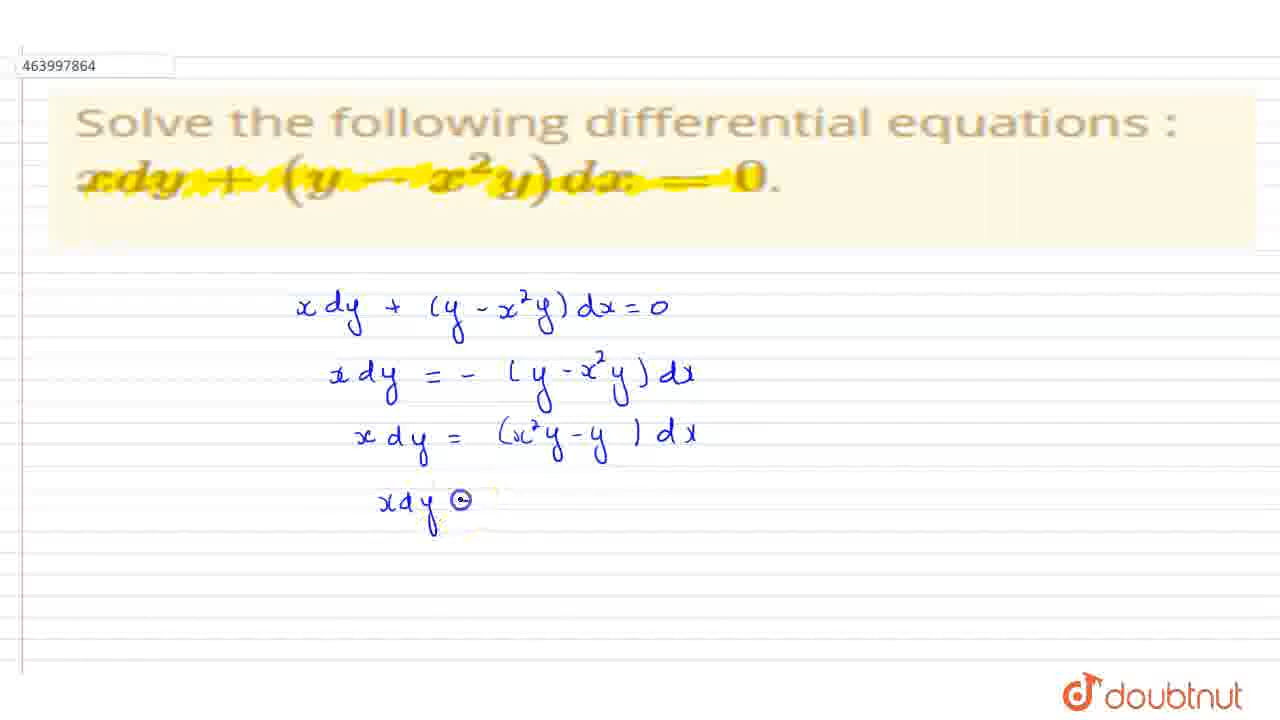 463997864
Solve the following differential equations :
xdy + (y − x²y)dx = 0.
x dy + (y - x²y) dx = 0
x dy = - (y - x²y) dx
x dy = (x²y - y) dx
x dy
doubtnut